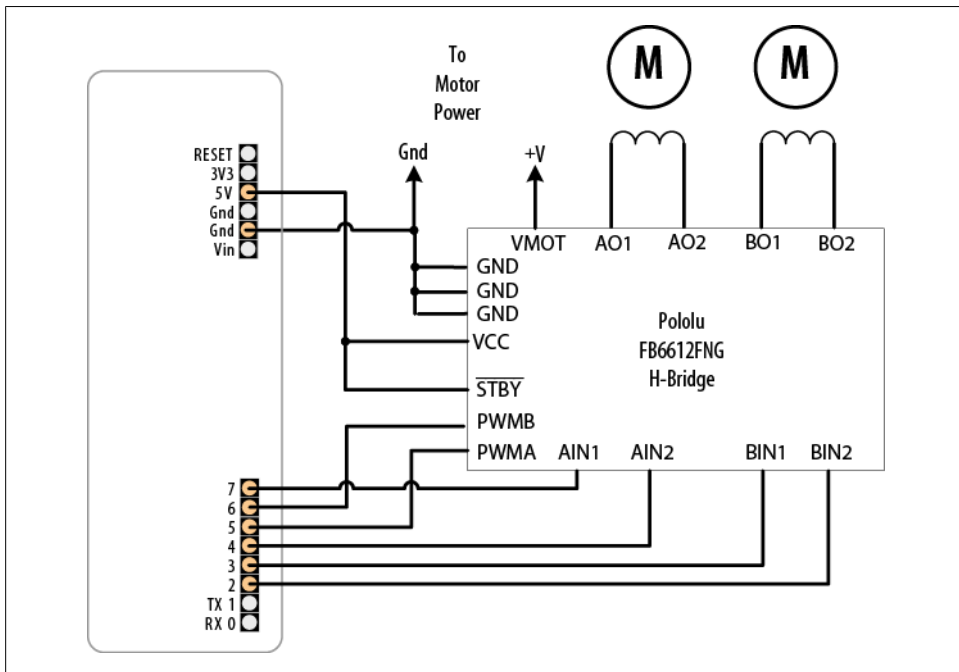 To
Motor
Power
M
M
Gnd
+V
RESET
3V3
5V
Gnd
Gnd
Vin
VMOT
AO1
AO2
BO1
BO2
GND
GND
GND
VCC
STBY
PWMB
PWMA
Pololu
FB6612FNG
H-Bridge
AIN1
AIN2
BIN1
BIN2
7
6
5
4
3
2
TX 1
RX 0